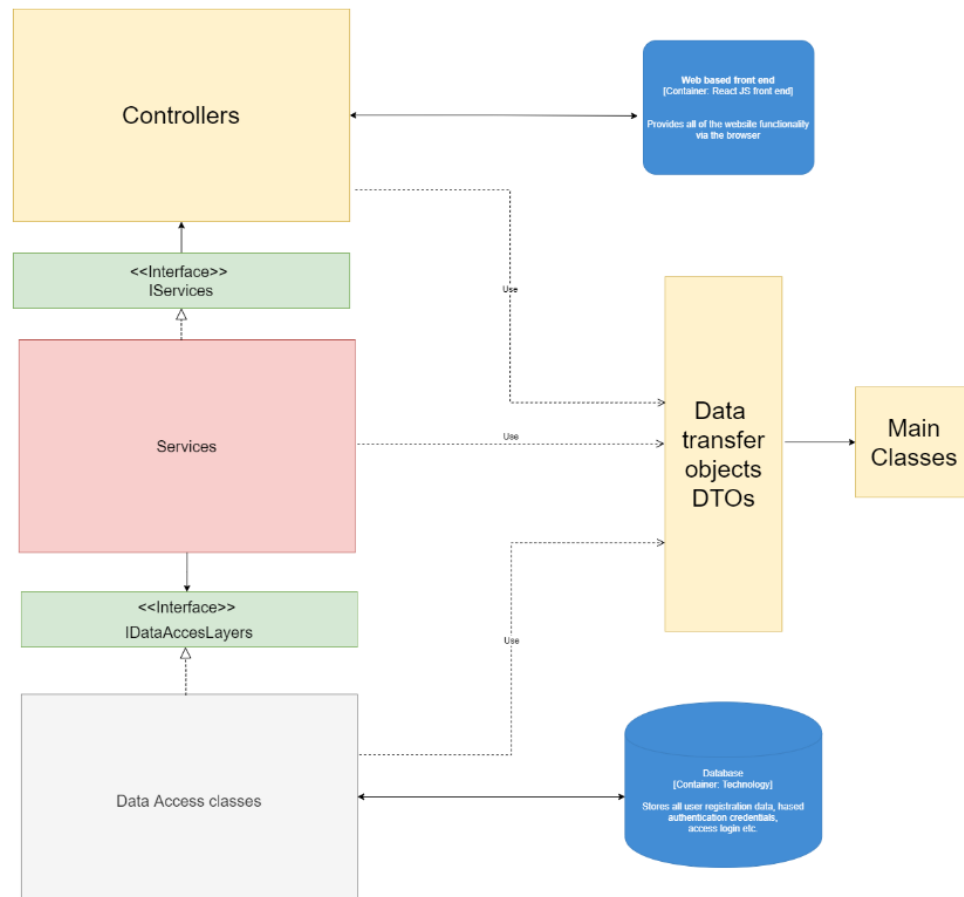 Controllers
Web based front end
[Container: React JS front end]
Provides all of the website functionality
via the browser
<<Interface>>
IServices
Use
Services
Use
Data
transfer
objects
DTOs
Main
Classes
<<Interface>>
IDataAccesLayers
Use
Data Access classes
Database
[Container: Technology]
Stores all user registration data, hased
authentication credentials,
access login etc.